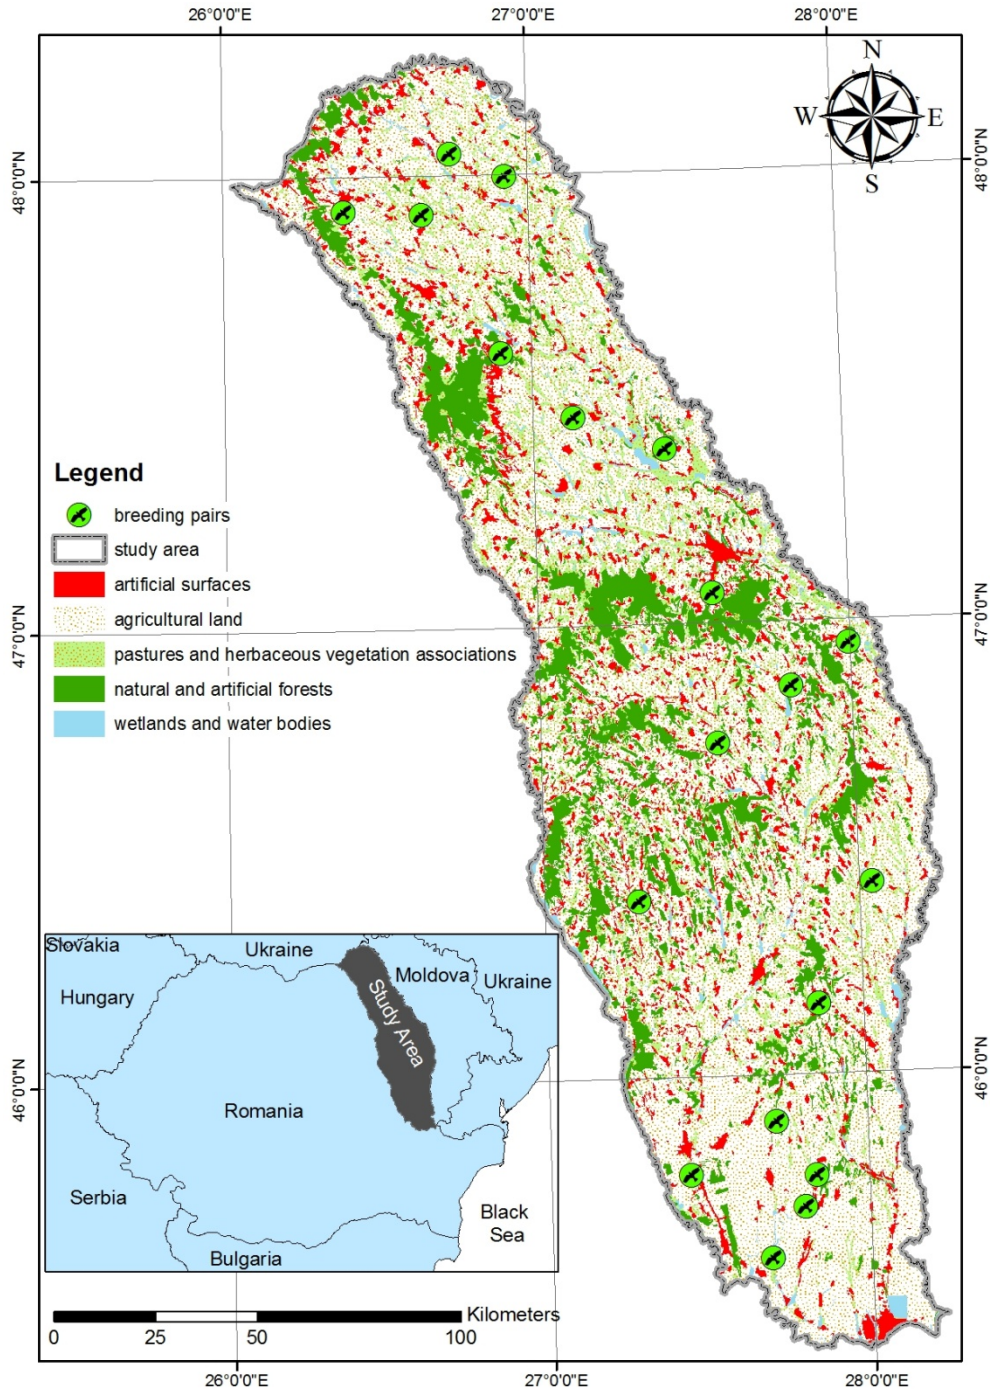 26°0'0"E
27°0'0"E
28°0'0"E
N
W
E
S
48°0'0"N
48°0'0"N
Legend
breeding pairs
study area
artificial surfaces
agricultural land
pastures and herbaceous vegetation associations
natural and artificial forests
wetlands and water bodies
47°0'0"N
47°0'0"N
Slovakia
Ukraine
Moldova
Ukraine
Hungary
Study Area
Romania
Serbia
Black
Sea
Bulgaria
46°0'0"N
46°0'0"N
Kilometers
0
25
50
100
26°0'0"E
27°0'0"E
28°0'0"E